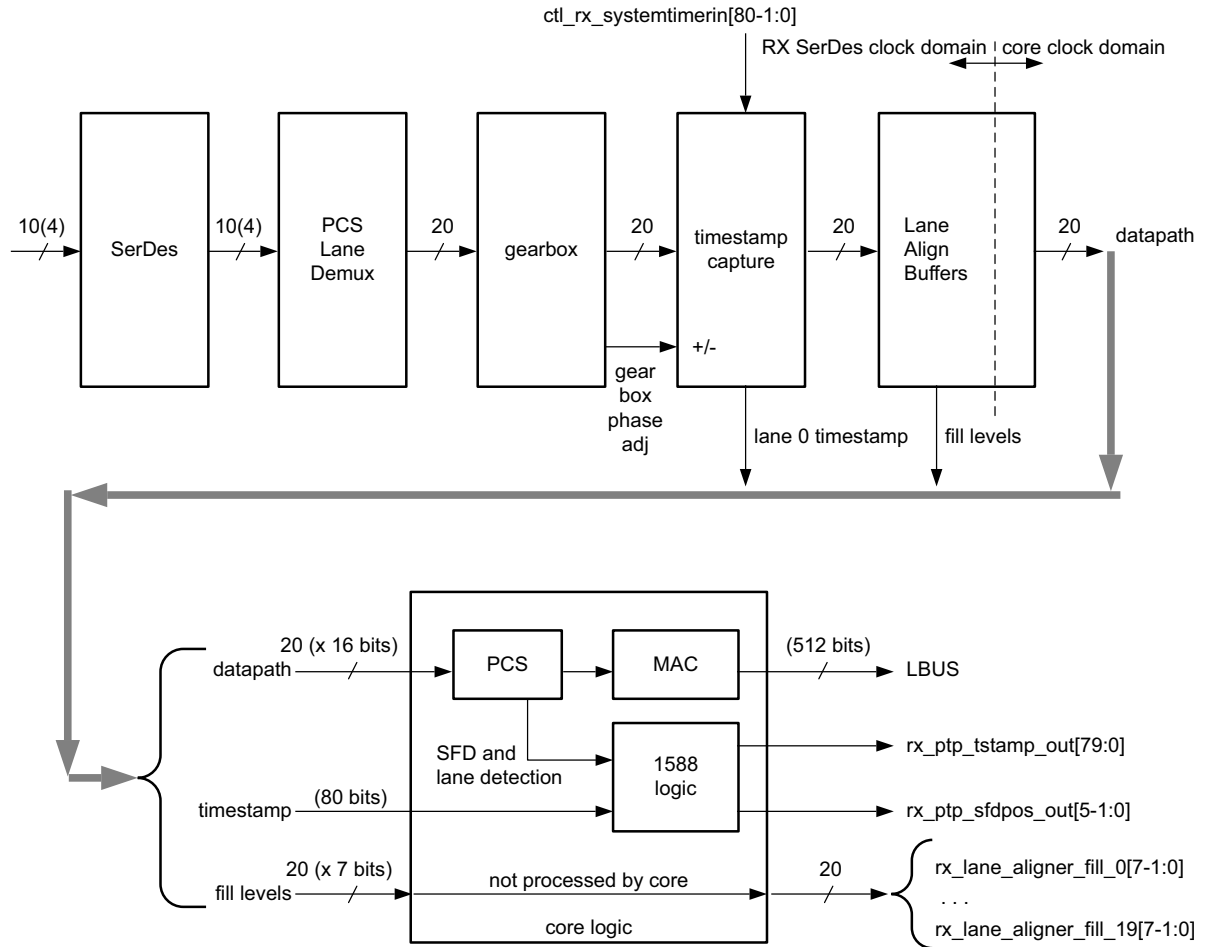 ctl_rx_systemtimerin[80-1:0]
RX SerDes clock domain
core clock domain
10(4)
SerDes
10(4)
PCS
Lane
Demux
20
gearbox
20
timestamp
capture
+/-
20
Lane
Align
Buffers
20
datapath
gear
box
phase
adj
lane 0 timestamp
fill levels
datapath
20 (x 16 bits)
PCS
MAC
(512 bits)
LBUS
SFD and
lane detection
1588
logic
rx_ptp_tstamp_out[79:0]
timestamp
(80 bits)
rx_ptp_sfdpos_out[5-1:0]
fill levels
20 (x 7 bits)
not processed by core
20
rx_lane_aligner_fill_0[7-1:0]
. . .
rx_lane_aligner_fill_19[7-1:0]
core logic